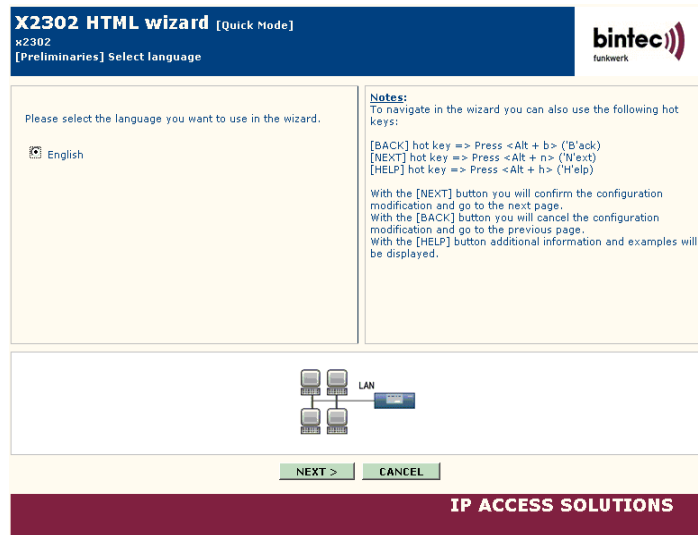 X2302 HTML wizard [Quick Mode]
x2302
[Preliminaries] Select language
bintec
funkwerk
Please select the language you want to use in the wizard.
English
Notes:
To navigate in the wizard you can also use the following hot
keys:
[BACK] hot key => Press <Alt + b> ('B'ack)
[NEXT] hot key => Press <Alt + n> ('N'ext)
[HELP] hot key => Press <Alt + h> ('H'elp)
With the [NEXT] button you will confirm the configuration
modification and go to the next page.
With the [BACK] button you will cancel the configuration
modification and go to the previous page.
With the [HELP] button additional information and examples will
be displayed.
LAN
NEXT >
CANCEL
IP ACCESS SOLUTIONS